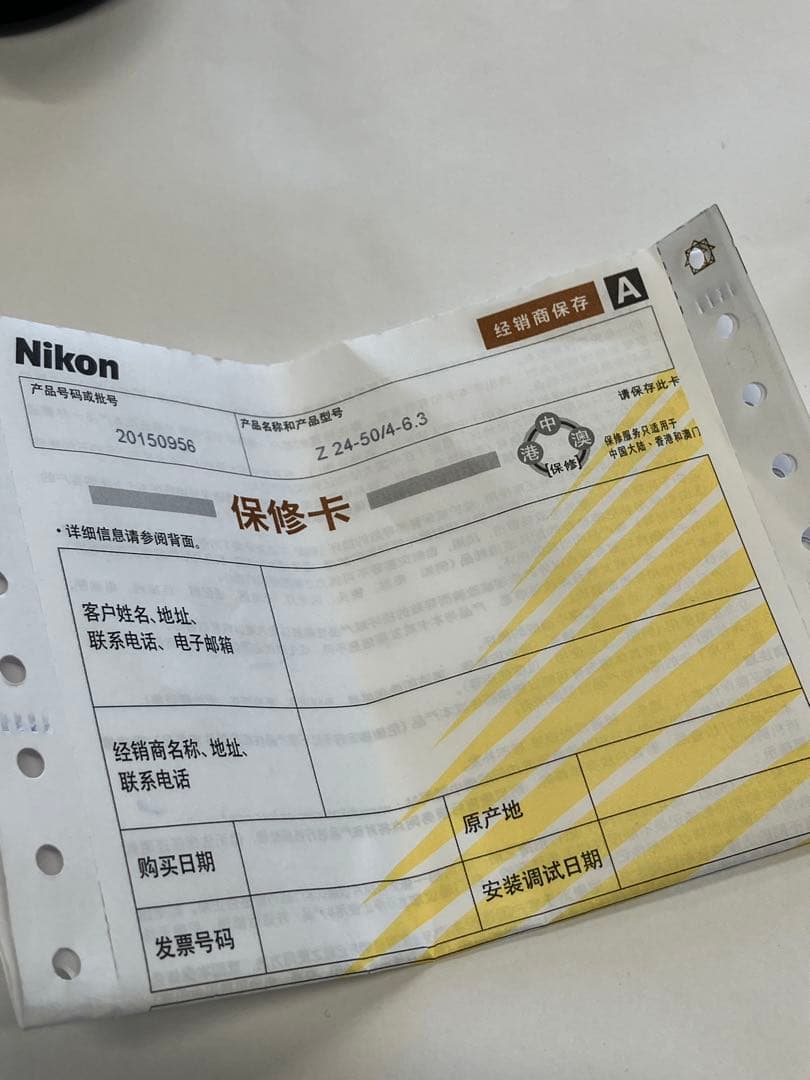 经销商保存 A
Nikon
产品号码或批号
20150956
产品名称和产品型号
Z 24-50/4-6.3
请保存此卡
中
港 澳
[保修]
保修服务只适用于
中国大陆、香港和澳门
保修卡
·详细信息请参阅背面。
客户姓名、地址、
联系电话、电子邮箱
经销商名称、地址、
联系电话
购买日期
原产地
发票号码
安装调试日期